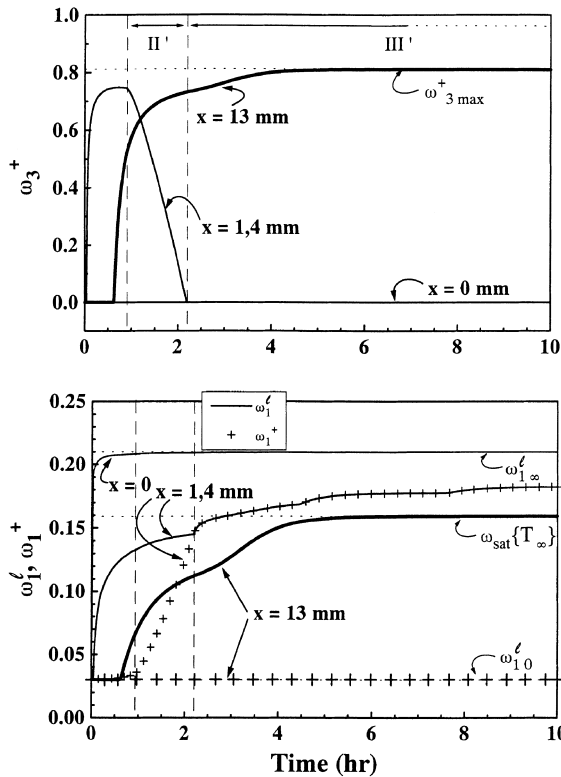 1.0
II'
III'
0.8
ω⁺₃ max
x = 13 mm
0.6
ω₃⁺
0.4
x = 1,4 mm
0.2
x = 0 mm
0.0
0 2 4 6 8 10
0.25
ω₁ˡ
ω₁⁺
0.20
x = 0
ωˡ₁∞
x = 1,4 mm
0.15
ω_sat{T∞}
ω₁ˡ, ω₁⁺
0.10
x = 13 mm
0.05
ωˡ₁₀
0.00
0 2 4 6 8 10
Time (hr)